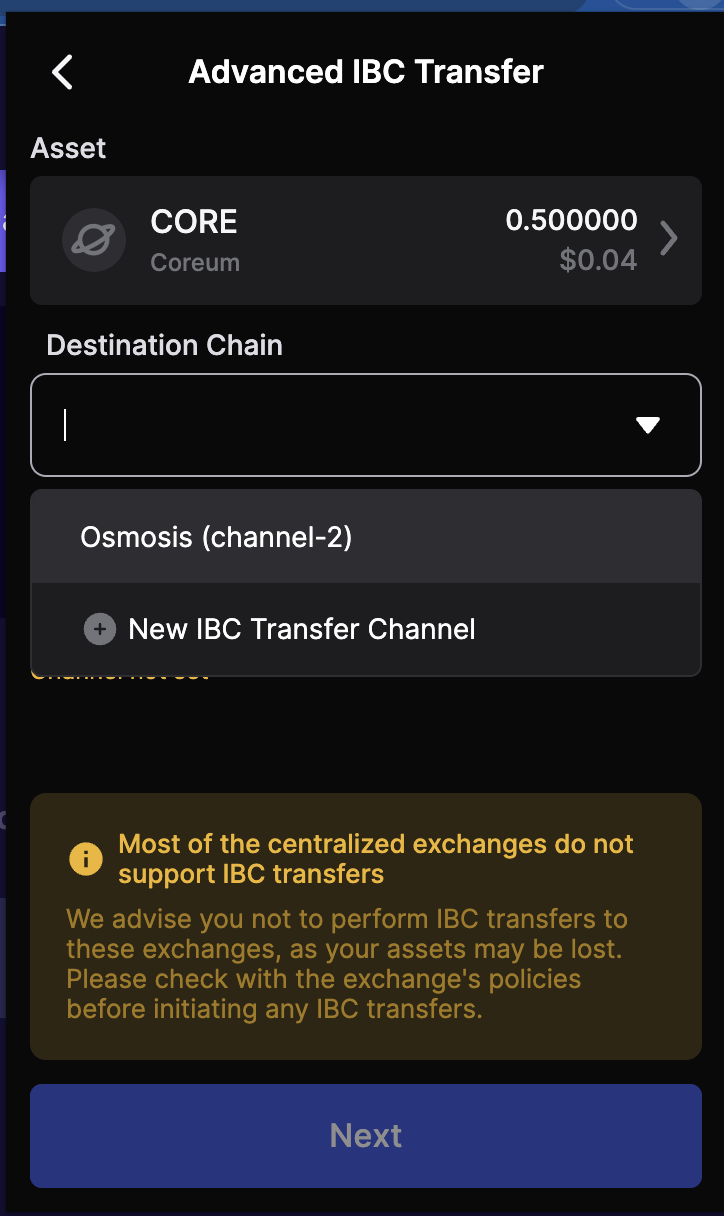 Advanced IBC Transfer
Asset
CORE
0.500000
Coreum
$0.04
Destination Chain
Osmosis (channel-2)
New IBC Transfer Channel
Most of the centralized exchanges do not
support IBC transfers
We advise you not to perform IBC transfers to
these exchanges, as your assets may be lost.
Please check with the exchange's policies
before initiating any IBC transfers.
Next